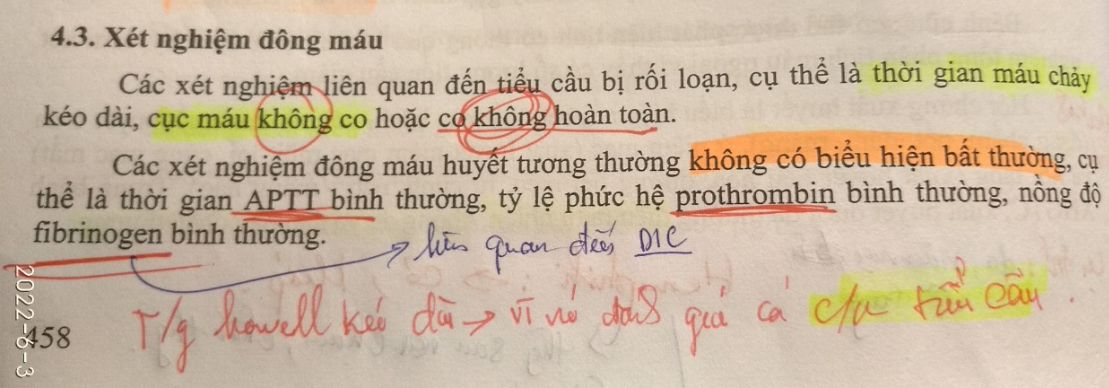 4.3. Xét nghiệm đông máu
Các xét nghiệm liên quan đến tiểu cầu bị rối loạn, cụ thể là thời gian máu chảy
kéo dài, cục máu không co hoặc co không hoàn toàn.
Các xét nghiệm đông máu huyết tương thường không có biểu hiện bất thường, cụ
thể là thời gian APTT bình thường, tỷ lệ phức hệ prothrombin bình thường, nồng độ
fibrinogen bình thường.
liên quan đến DIC
T/g howell kéo dài → vì nó đánh giá cả c/n tiểu cầu.
458
2022-8-3